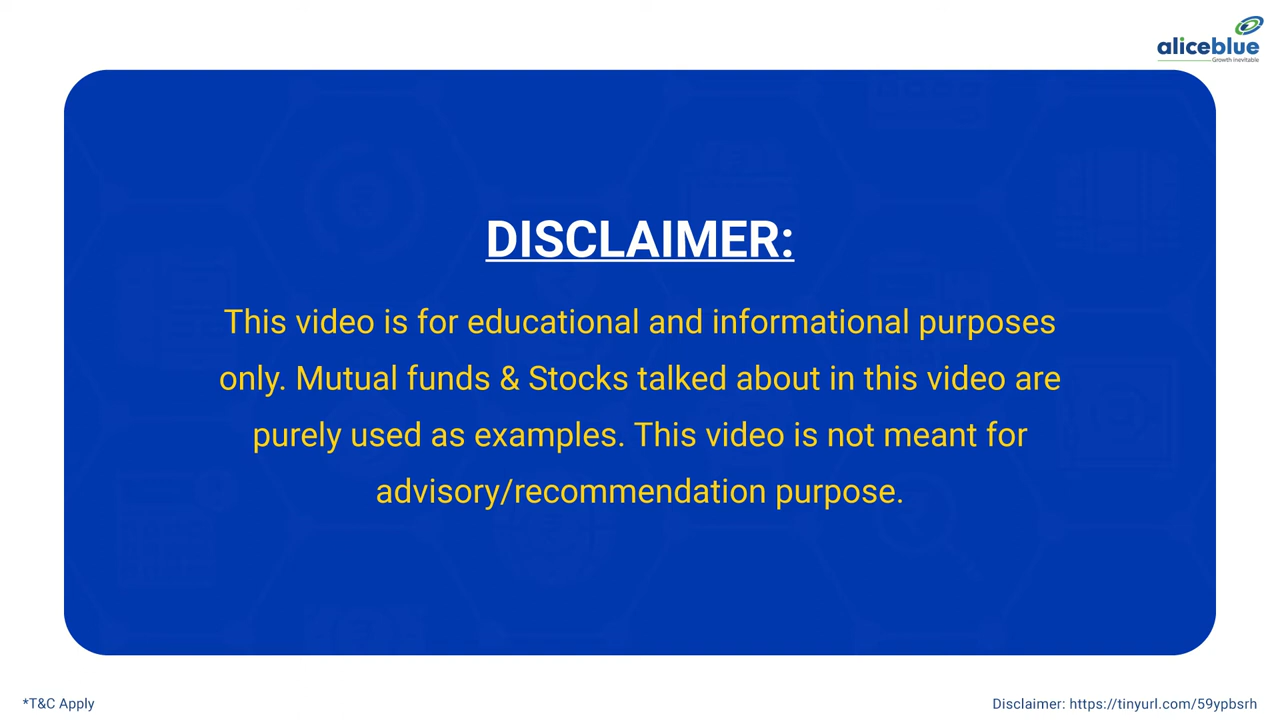 aliceblue
Growth inevitable
DISCLAIMER:
This video is for educational and informational purposes
only. Mutual funds & Stocks talked about in this video are
purely used as examples. This video is not meant for
advisory/recommendation purpose.
*T&C Apply
Disclaimer: https://tinyurl.com/59ypbsrh